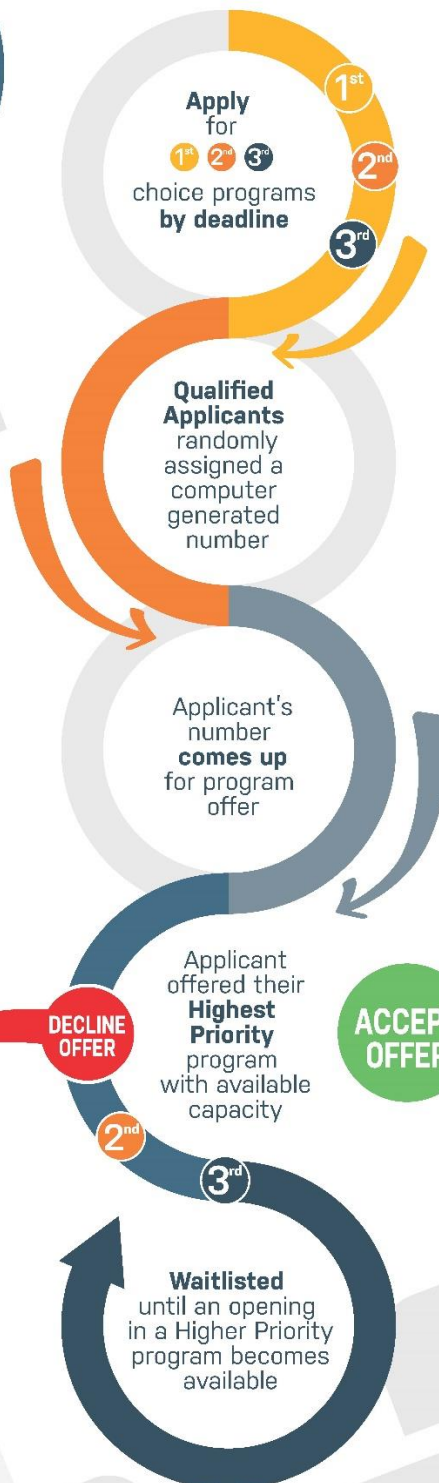 Apply
for
1st 2nd 3rd
choice programs
by deadline
1st
2nd
3rd
Qualified
Applicants
randomly
assigned a
computer
generated
number
Applicant's
number
comes up
for program
offer
Applicant
offered their
Highest
Priority
program
with available
capacity
DECLINE
OFFER
ACCEP
OFFER
2nd
3rd
Waitlisted
until an opening
in a Higher Priority
program becomes
available